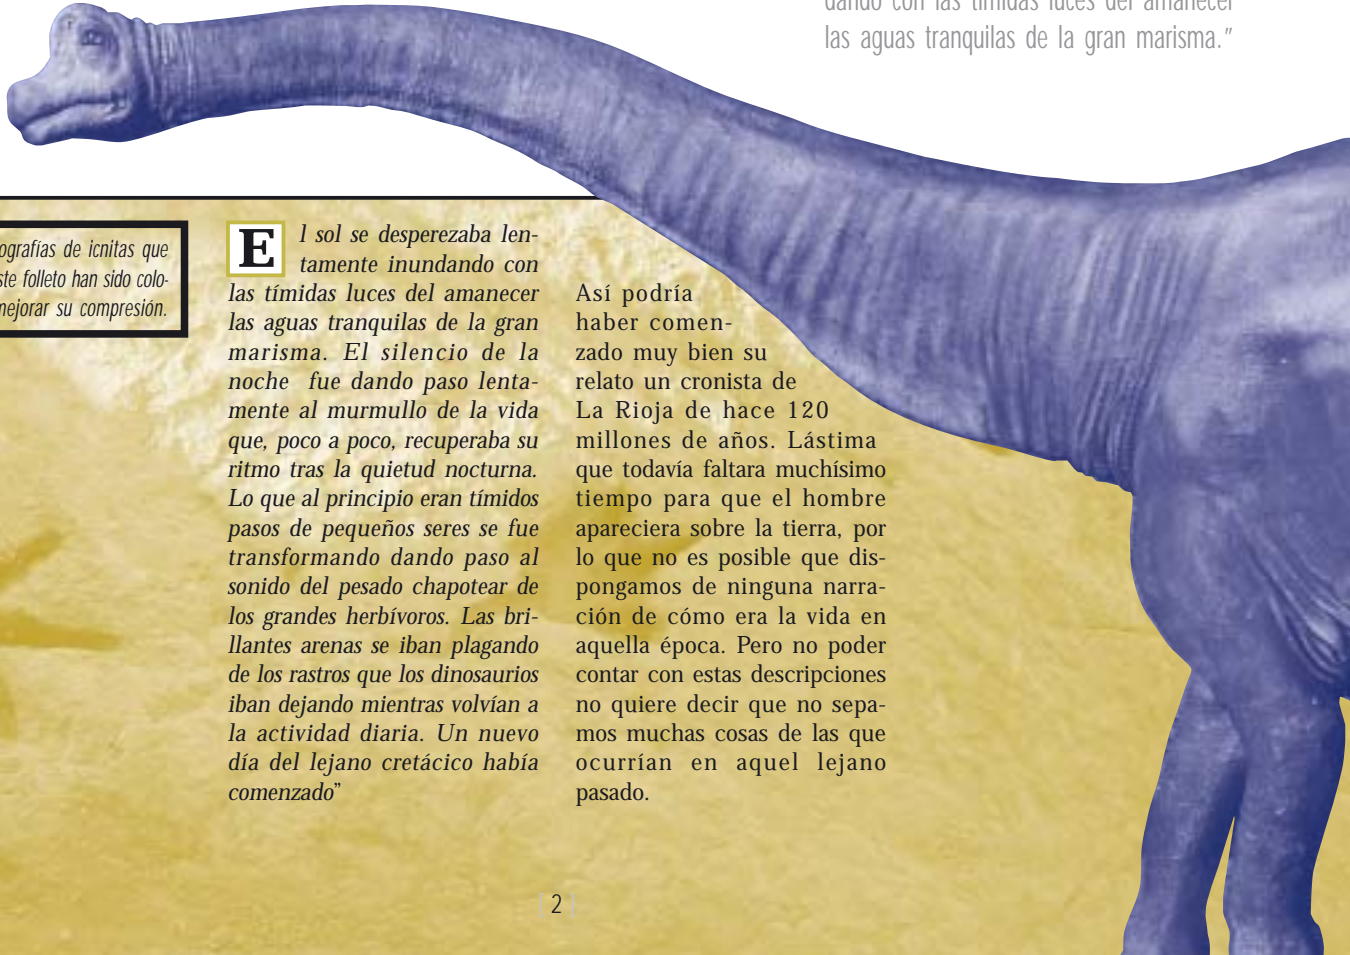 dando con las tímidas luces del amanecer
las aguas tranquilas de la gran marisma."
ografías de icnitas que
ste folleto han sido colo-
mejorar su compresión.
El sol se desperezaba len-
tamente inundando con
las tímidas luces del amanecer
las aguas tranquilas de la gran
marisma. El silencio de la
noche fue dando paso lenta-
mente al murmullo de la vida
que, poco a poco, recuperaba su
ritmo tras la quietud nocturna.
Lo que al principio eran tímidos
pasos de pequeños seres se fue
transformando dando paso al
sonido del pesado chapotear de
los grandes herbívoros. Las bri-
llantes arenas se iban plagando
de los rastros que los dinosaurios
iban dejando mientras volvían a
la actividad diaria. Un nuevo
día del lejano cretácico había
comenzado"
Así podría
haber comen-
zado muy bien su
relato un cronista de
La Rioja de hace 120
millones de años. Lástima
que todavía faltara muchísimo
tiempo para que el hombre
apareciera sobre la tierra, por
lo que no es posible que dis-
pongamos de ninguna narra-
ción de cómo era la vida en
aquella época. Pero no poder
contar con estas descripciones
no quiere decir que no sepa-
mos muchas cosas de las que
ocurrían en aquel lejano
pasado.
| 2 |